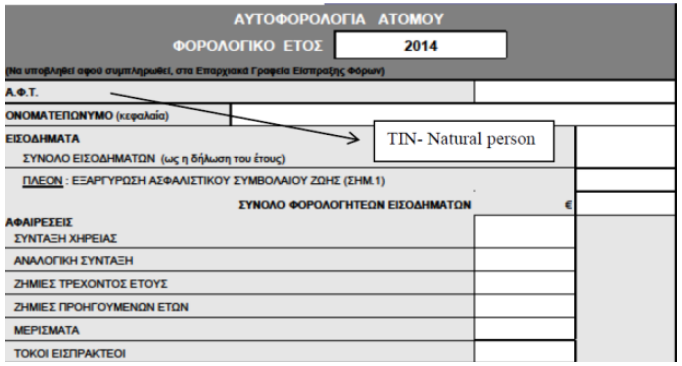 ΑΥΤΟΦΟΡΟΛΟΓΙΑ ΑΤΟΜΟΥ
ΦΟΡΟΛΟΓΙΚΟ ΕΤΟΣ 2014
(Να υποβληθεί αφού συμπληρωθεί, στα Επαρχιακά Γραφεία Είσπραξης Φόρων)
Α.Φ.Τ.
ΟΝΟΜΑΤΕΠΩΝΥΜΟ (κεφαλαία)
TIN- Natural person
ΕΙΣΟΔΗΜΑΤΑ
ΣΥΝΟΛΟ ΕΙΣΟΔΗΜΑΤΩΝ (ως η δήλωση του έτους)
ΠΛΕΟΝ : ΕΞΑΡΓΥΡΩΣΗ ΑΣΦΑΛΙΣΤΙΚΟΥ ΣΥΜΒΟΛΑΙΟΥ ΖΩΗΣ (ΣΗΜ.1)
ΣΥΝΟΛΟ ΦΟΡΟΛΟΓΗΤΕΩΝ ΕΙΣΟΔΗΜΑΤΩΝ €
ΑΦΑΙΡΕΣΕΙΣ
ΣΥΝΤΑΞΗ ΧΗΡΕΙΑΣ
ΑΝΑΛΟΓΙΚΗ ΣΥΝΤΑΞΗ
ΖΗΜΙΕΣ ΤΡΕΧΟΝΤΟΣ ΕΤΟΥΣ
ΖΗΜΙΕΣ ΠΡΟΗΓΟΥΜΕΝΩΝ ΕΤΩΝ
ΜΕΡΙΣΜΑΤΑ
ΤΟΚΟΙ ΕΙΣΠΡΑΚΤΕΟΙ